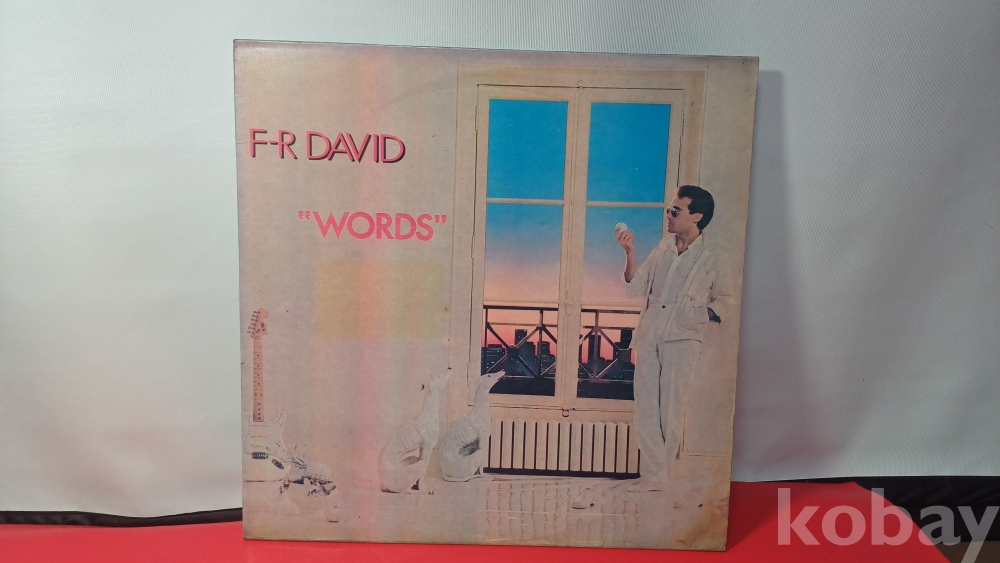 F-R DAVID
"WORDS"
kobay